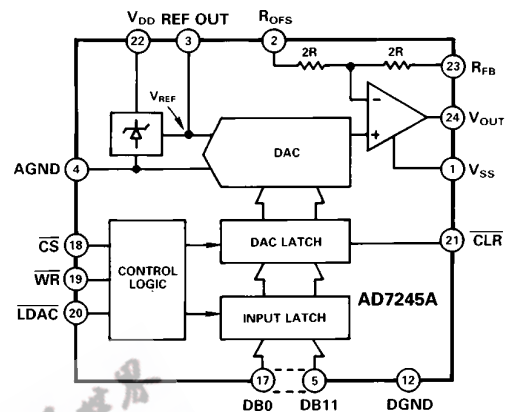 VDD REF OUT ROFS
22 3 2
2R 2R
23 RFB
VREF
24 VOUT
DAC
AGND 4
1 VSS
CS 18
DAC LATCH
21 CLR
WR 19
CONTROL LOGIC
LDAC 20
AD7245A
INPUT LATCH
17 5 12
DB0 DB11 DGND